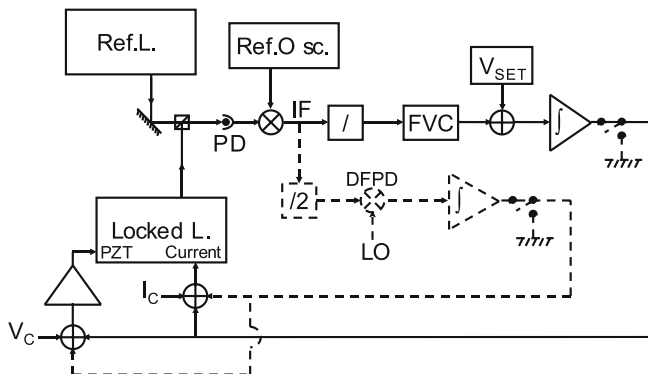 Ref.L.
Ref.O sc.
V_SET
IF
PD
/
FVC
∫
/2
DFPD
∫
LO
Locked L.
PZT Current
I_C
V_C